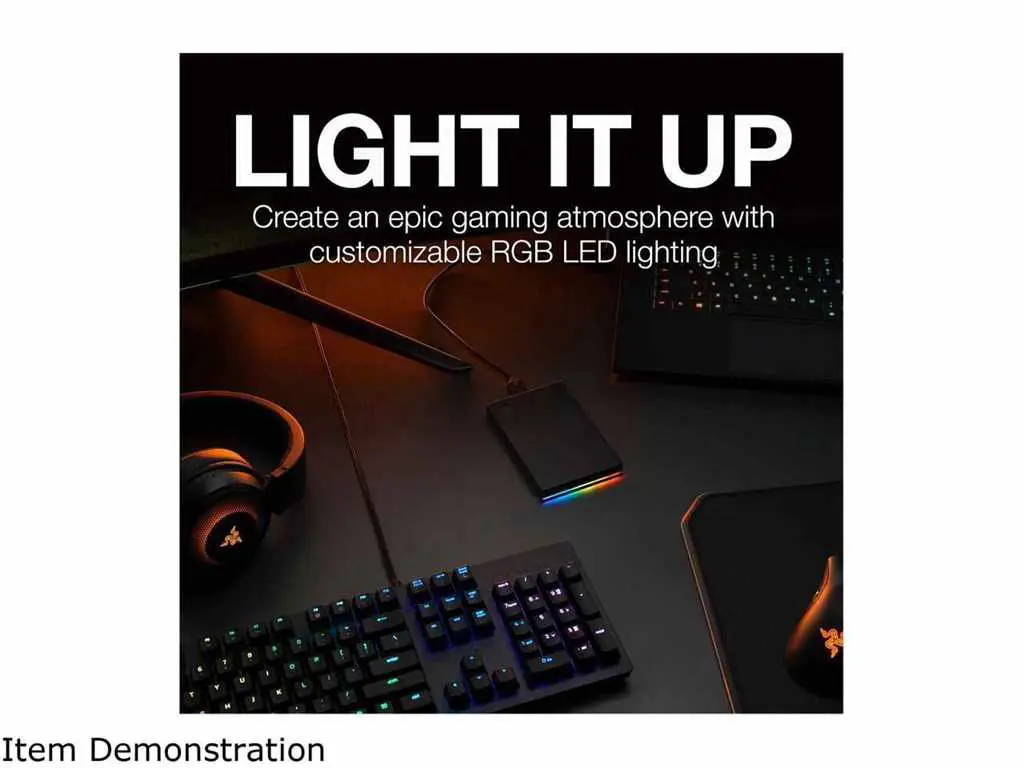 LIGHT IT UP
Create an epic gaming atmosphere with
customizable RGB LED lighting
Item Demonstration